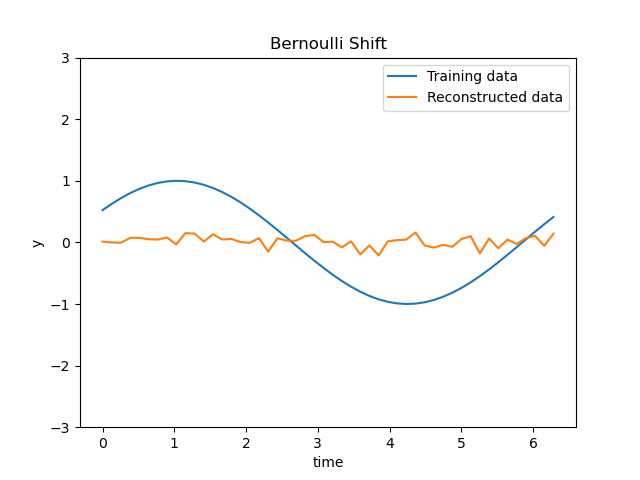 Bernoulli Shift
Training data
Reconstructed data
3
2
1
0
−1
−2
−3
y
0
1
2
3
4
5
6
time